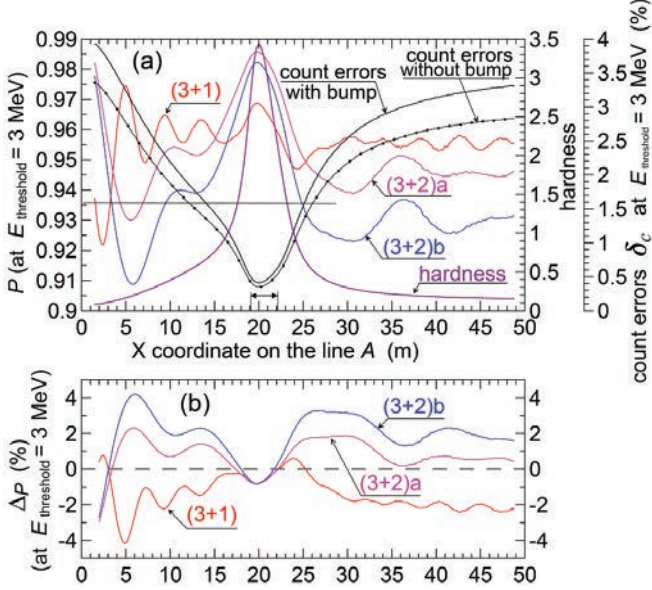 (a)
0.99
0.98
0.97
0.96
0.95
0.94
0.93
0.92
0.91
0.9
P (at E threshold = 3 MeV)
(3+1)
count errors
with bump
count errors
without bump
(3+2)a
(3+2)b
hardness
3.5
3
2.5
2
1.5
1
0.5
0
hardness
4
3.5
3
2.5
2
1.5
1
0.5
0
count errors δc at E threshold = 3 MeV (%)
0 5 10 15 20 25 30 35 40 45 50
X coordinate on the line A (m)
(b)
4
2
0
-2
-4
ΔP (%)
(at E threshold = 3 MeV)
(3+2)b
(3+2)a
(3+1)
4
2
0
-2
-4
0 5 10 15 20 25 30 35 40 45 50